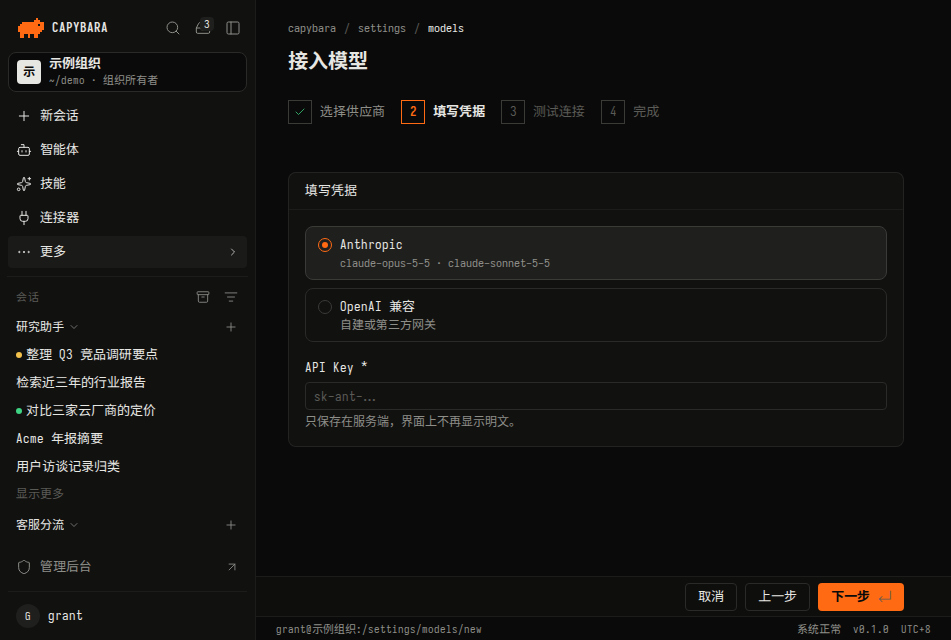 CAPYBARA
3
示
示例组织
~/demo · 组织所有者
新会话
智能体
技能
连接器
更多
会话
研究助手
整理 Q3 竞品调研要点
检索近三年的行业报告
对比三家云厂商的定价
Acme 年报摘要
用户访谈记录归类
显示更多
客服分流
管理后台
G grant
capybara / settings / models
接入模型
选择供应商 2 填写凭据 3 测试连接 4 完成
填写凭据
Anthropic
claude-opus-5-5 · claude-sonnet-5-5
OpenAI 兼容
自建或第三方网关
API Key *
sk-ant-...
只保存在服务端，界面上不再显示明文。
取消 上一步 下一步
grant@示例组织:/settings/models/new
系统正常 v0.1.0 UTC+8